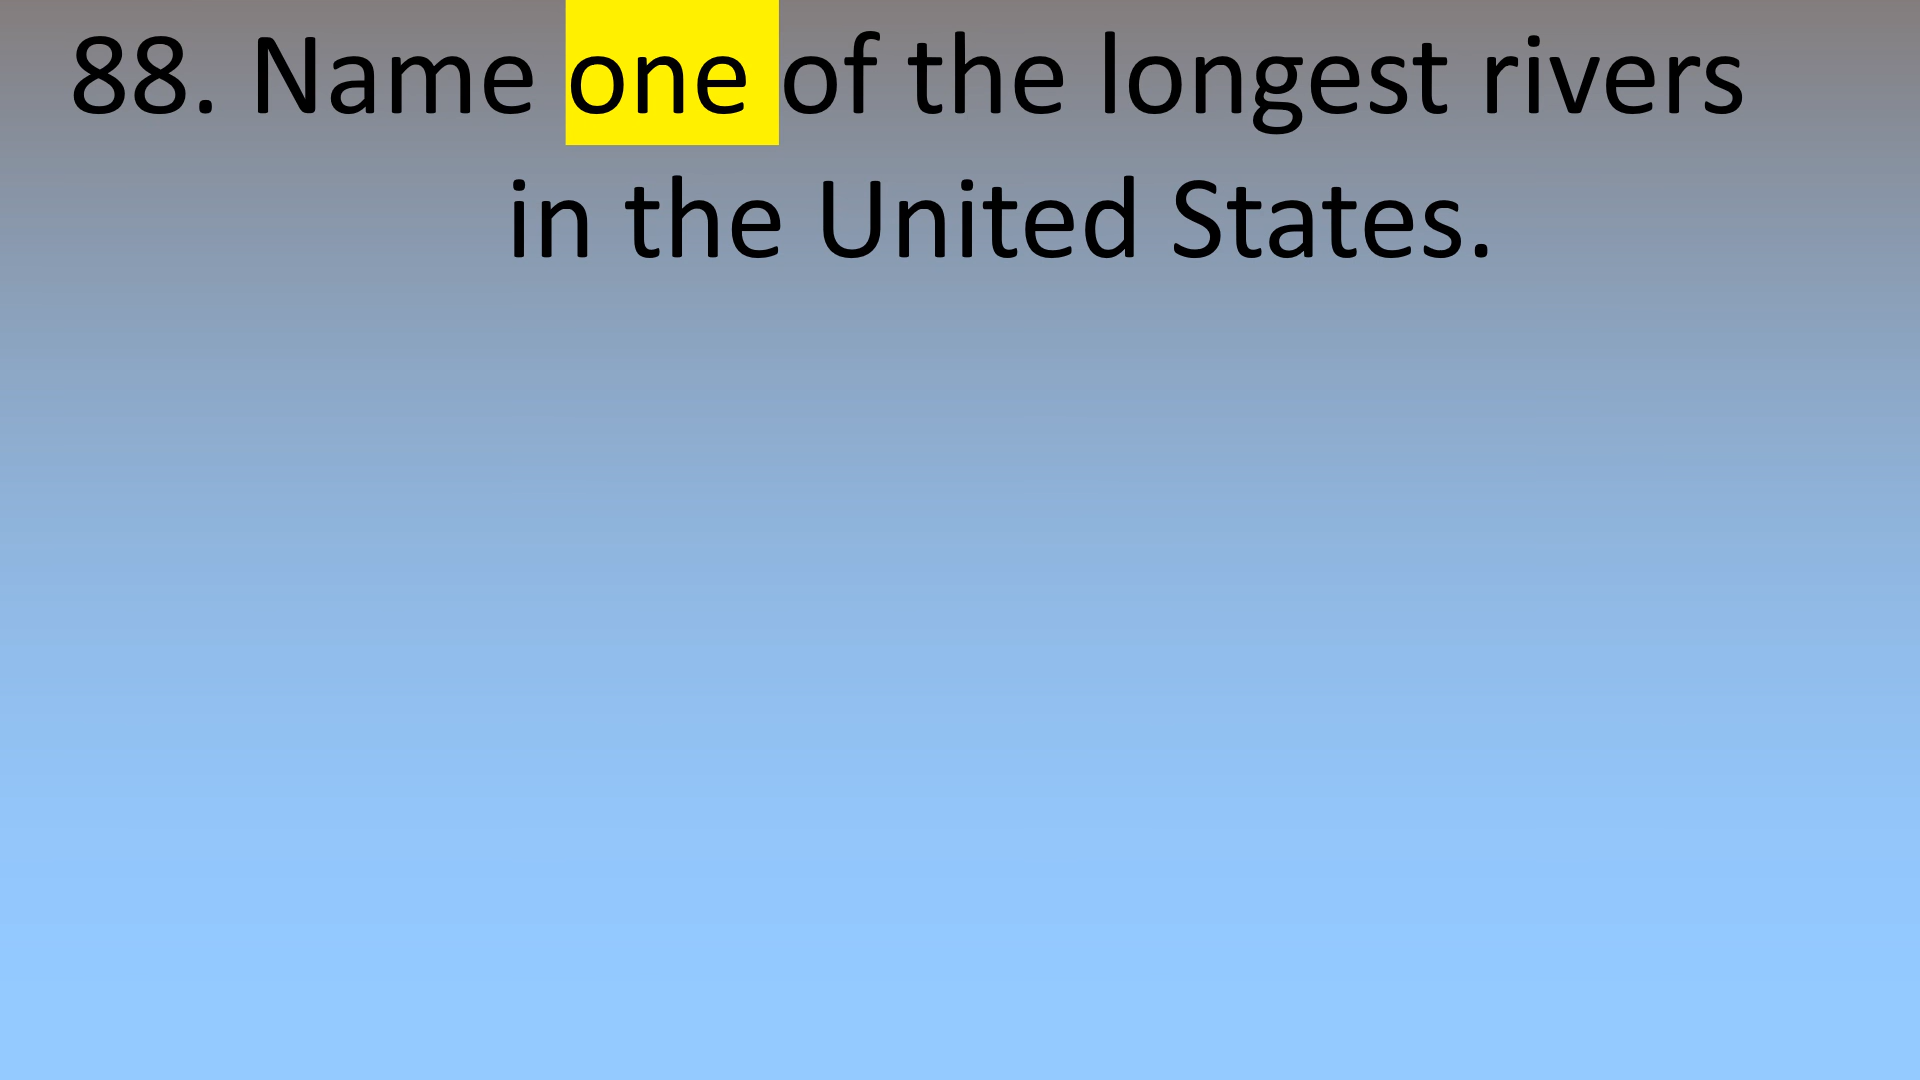 88. Name one of the longest rivers
in the United States.